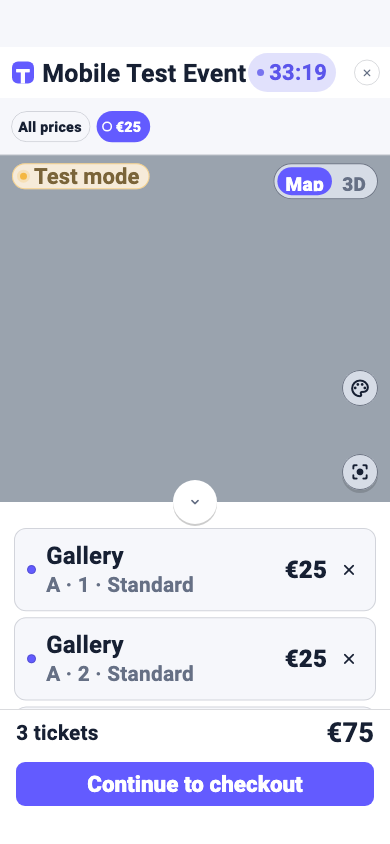 Mobile Test Event
33:19
All prices
€25
Test mode
Map
3D
Gallery
A · 1 · Standard
€25
Gallery
A · 2 · Standard
€25
3 tickets
€75
Continue to checkout